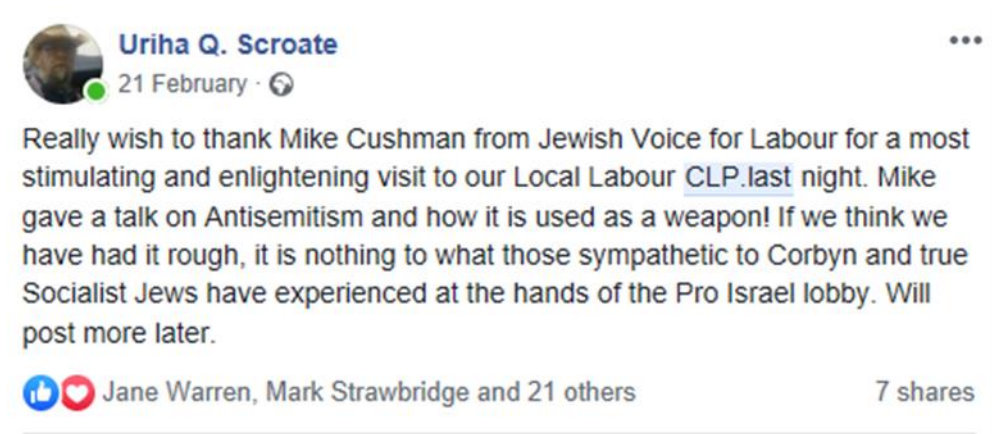 Uriha Q. Scroate
21 February ·
Really wish to thank Mike Cushman from Jewish Voice for Labour for a most
stimulating and enlightening visit to our Local Labour CLP.last night. Mike
gave a talk on Antisemitism and how it is used as a weapon! If we think we
have had it rough, it is nothing to what those sympathetic to Corbyn and true
Socialist Jews have experienced at the hands of the Pro Israel lobby. Will
post more later.
Jane Warren, Mark Strawbridge and 21 others 7 shares